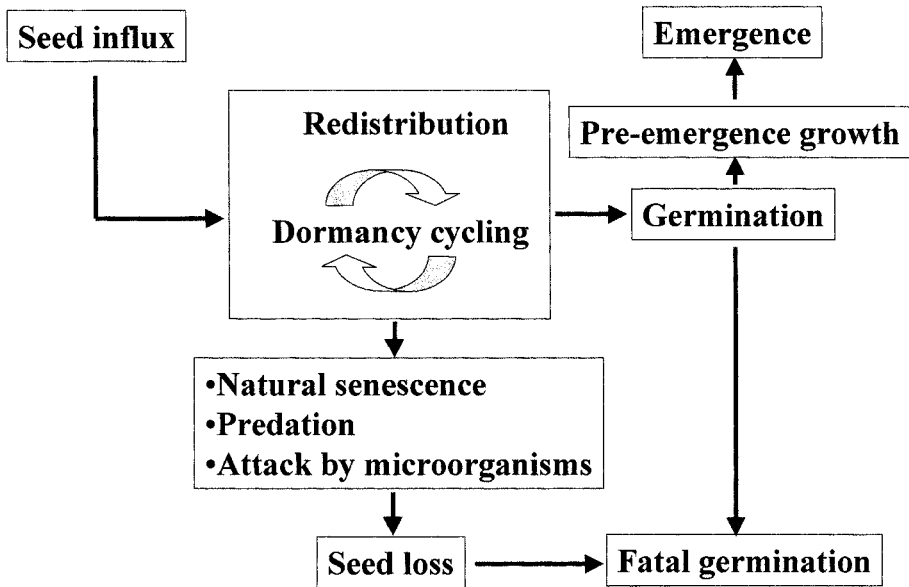 Seed influx
Emergence
Redistribution
Pre-emergence growth
Dormancy cycling
Germination
•Natural senescence
•Predation
•Attack by microorganisms
Seed loss
Fatal germination